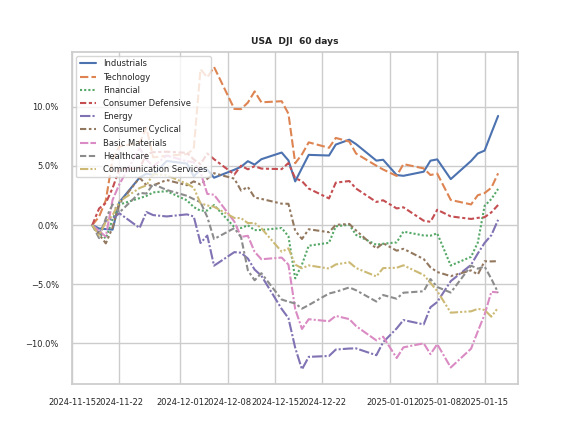 USA DJI 60 days
Industrials
Technology
Financial
Consumer Defensive
Energy
Consumer Cyclical
Basic Materials
Healthcare
Communication Services
10.0%
5.0%
0.0%
−5.0%
−10.0%
2024-11-15 2024-11-22 2024-12-01 2024-12-08 2024-12-15 2024-12-22 2025-01-01 2025-01-08 2025-01-15